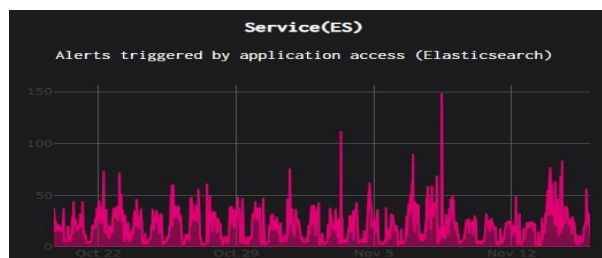 Service(ES)
Alerts triggered by application access (Elasticsearch)
150
100
50
0
Oct 22 Oct 29 Nov 5 Nov 12